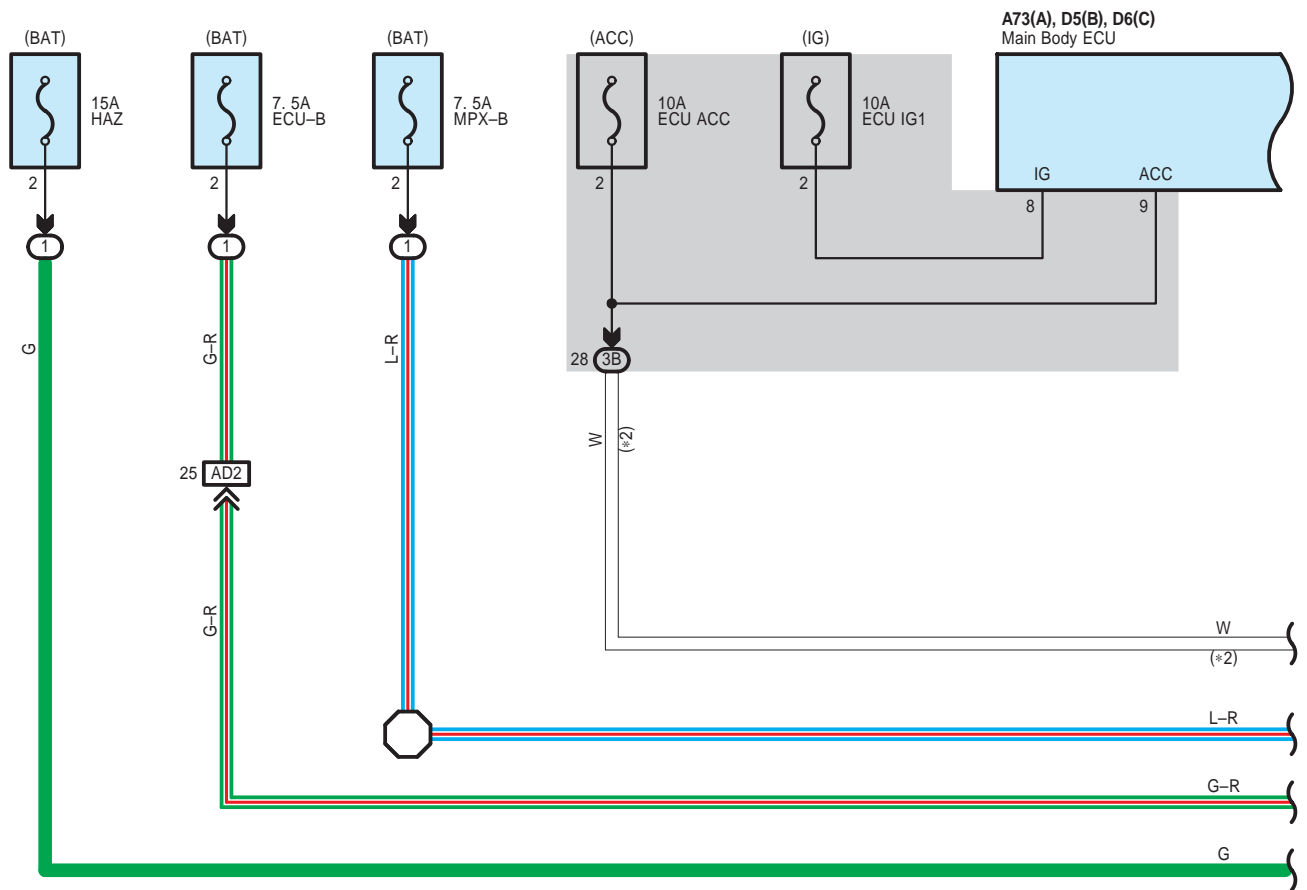 A73(A), D5(B), D6(C)
Main Body ECU
(BAT)
(BAT)
(BAT)
(ACC)
(IG)
15A
HAZ
7. 5A
ECU–B
7. 5A
MPX–B
10A
ECU ACC
10A
ECU IG1
IG
ACC
2
2
2
2
2
8
9
1
1
1
G
G–R
L–R
28
3B
W
(*2)
25
AD2
G–R
W
(*2)
L–R
G–R
G